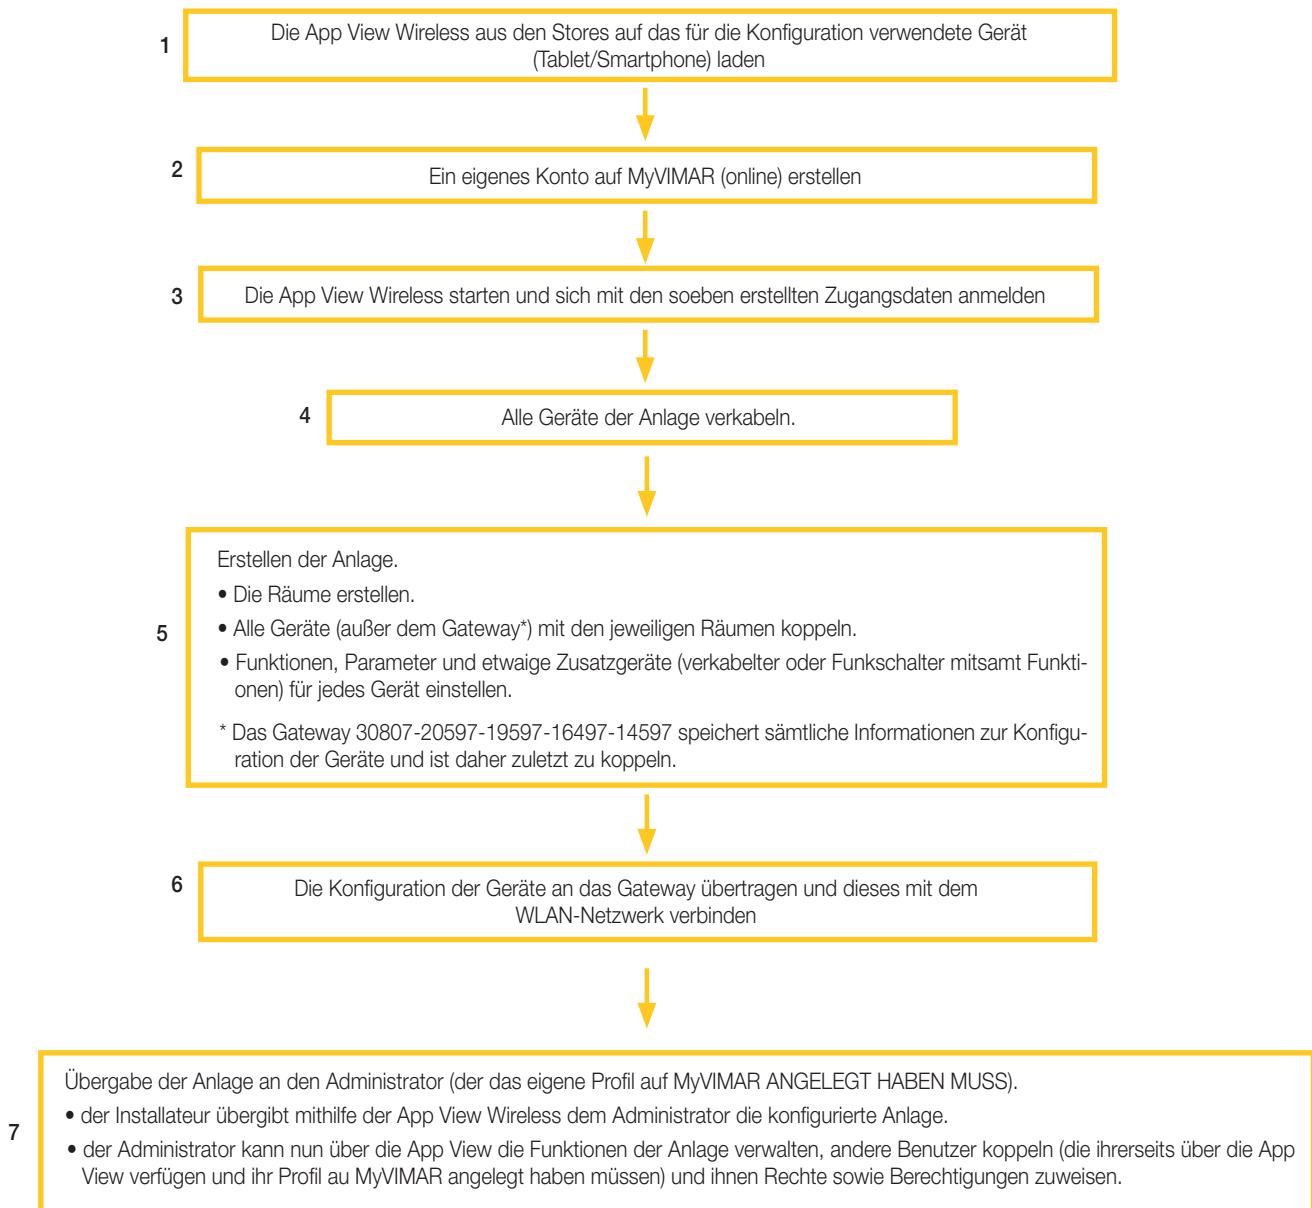 1
Die App View Wireless aus den Stores auf das für die Konfiguration verwendete Gerät
(Tablet/Smartphone) laden
2
Ein eigenes Konto auf MyVIMAR (online) erstellen
3
Die App View Wireless starten und sich mit den soeben erstellten Zugangsdaten anmelden
4
Alle Geräte der Anlage verkabeln.
5
Erstellen der Anlage.
• Die Räume erstellen.
• Alle Geräte (außer dem Gateway*) mit den jeweiligen Räumen koppeln.
• Funktionen, Parameter und etwaige Zusatzgeräte (verkabelter oder Funkschalter mitsamt Funkti-
onen) für jedes Gerät einstellen.
* Das Gateway 30807-20597-19597-16497-14597 speichert sämtliche Informationen zur Konfigu-
ration der Geräte und ist daher zuletzt zu koppeln.
6
Die Konfiguration der Geräte an das Gateway übertragen und dieses mit dem
WLAN-Netzwerk verbinden
7
Übergabe der Anlage an den Administrator (der das eigene Profil auf MyVIMAR ANGELEGT HABEN MUSS).
• der Installateur übergibt mithilfe der App View Wireless dem Administrator die konfigurierte Anlage.
• der Administrator kann nun über die App View die Funktionen der Anlage verwalten, andere Benutzer koppeln (die ihrerseits über die App
View verfügen und ihr Profil au MyVIMAR angelegt haben müssen) und ihnen Rechte sowie Berechtigungen zuweisen.